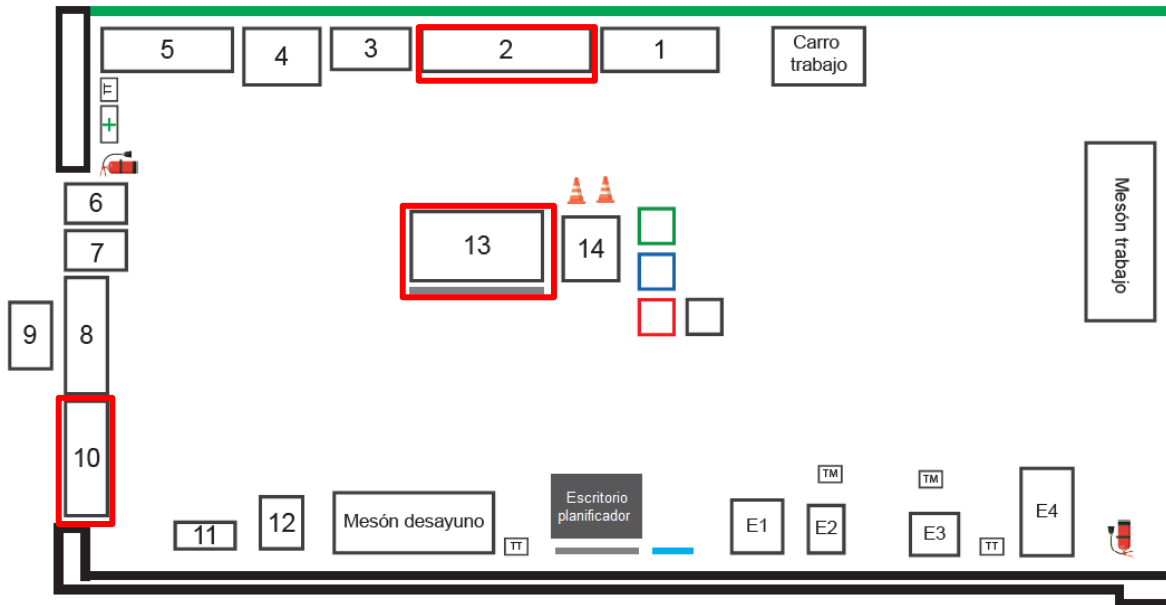 5
4
3
2
1
Carro
trabajo
TT
6
7
8
9
10
13
14
Mesón trabajo
11
12
Mesón desayuno
TT
Escritorio
planificador
E1
TM
E2
TM
E3
TT
E4